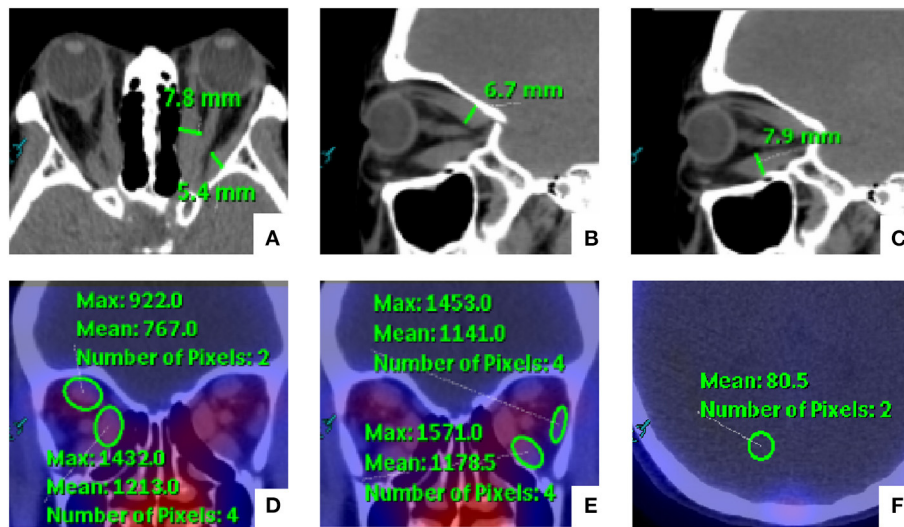 7.8 mm
5.4 mm
A
6.7 mm
B
7.9 mm
C
Max: 922.0
Mean: 767.0
Number of Pixels: 2
Max: 1432.0
Mean: 1213.0
Number of Pixels: 4
D
Max: 1453.0
Mean: 1141.0
Number of Pixels: 4
Max: 1571.0
Mean: 1178.5
Number of Pixels: 4
E
Mean: 80.5
Number of Pixels: 2
F